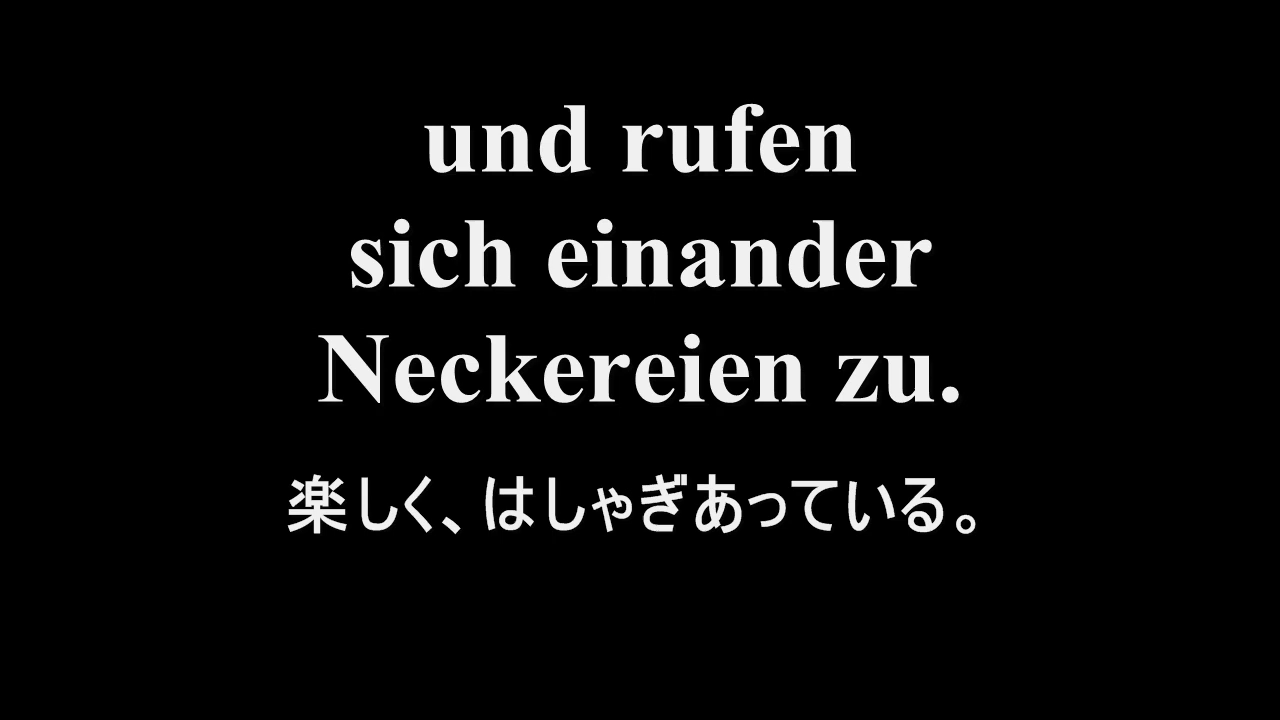 und rufen
sich einander
Neckereien zu.
楽しく、はしゃぎあっている。